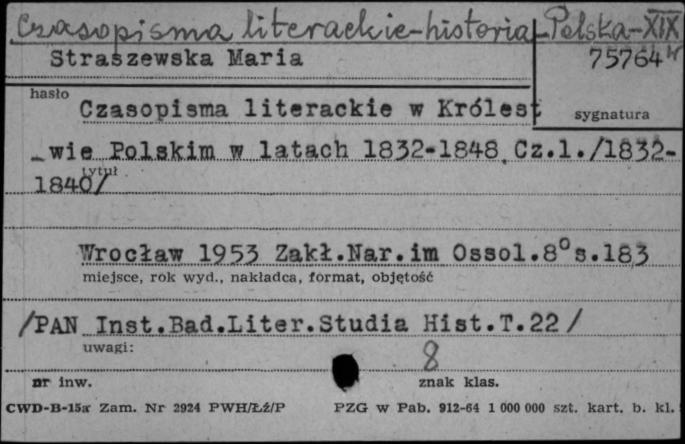 Czasopisma literackie-historia-Polska-XIX w
Straszewska Maria 75764
hasło
Czasopisma literackie w Królest sygnatura
_wie Polskim w latach 1832-1848 Cz.1./1832-
tytuł
1840/
Wrocław 1953 Zakł.Nar.im Ossol.8° s.183
miejsce, rok wyd., nakładca, format, objętość
/PAN Inst.Bad.Liter.Studia Hist.T.22/
uwagi:
8
nr inw. znak klas.
CWD-B-15a Zam. Nr 2924 PWH/Łź/P PZG w Pab. 912-64 1 000 000 szt. kart. b. kl.